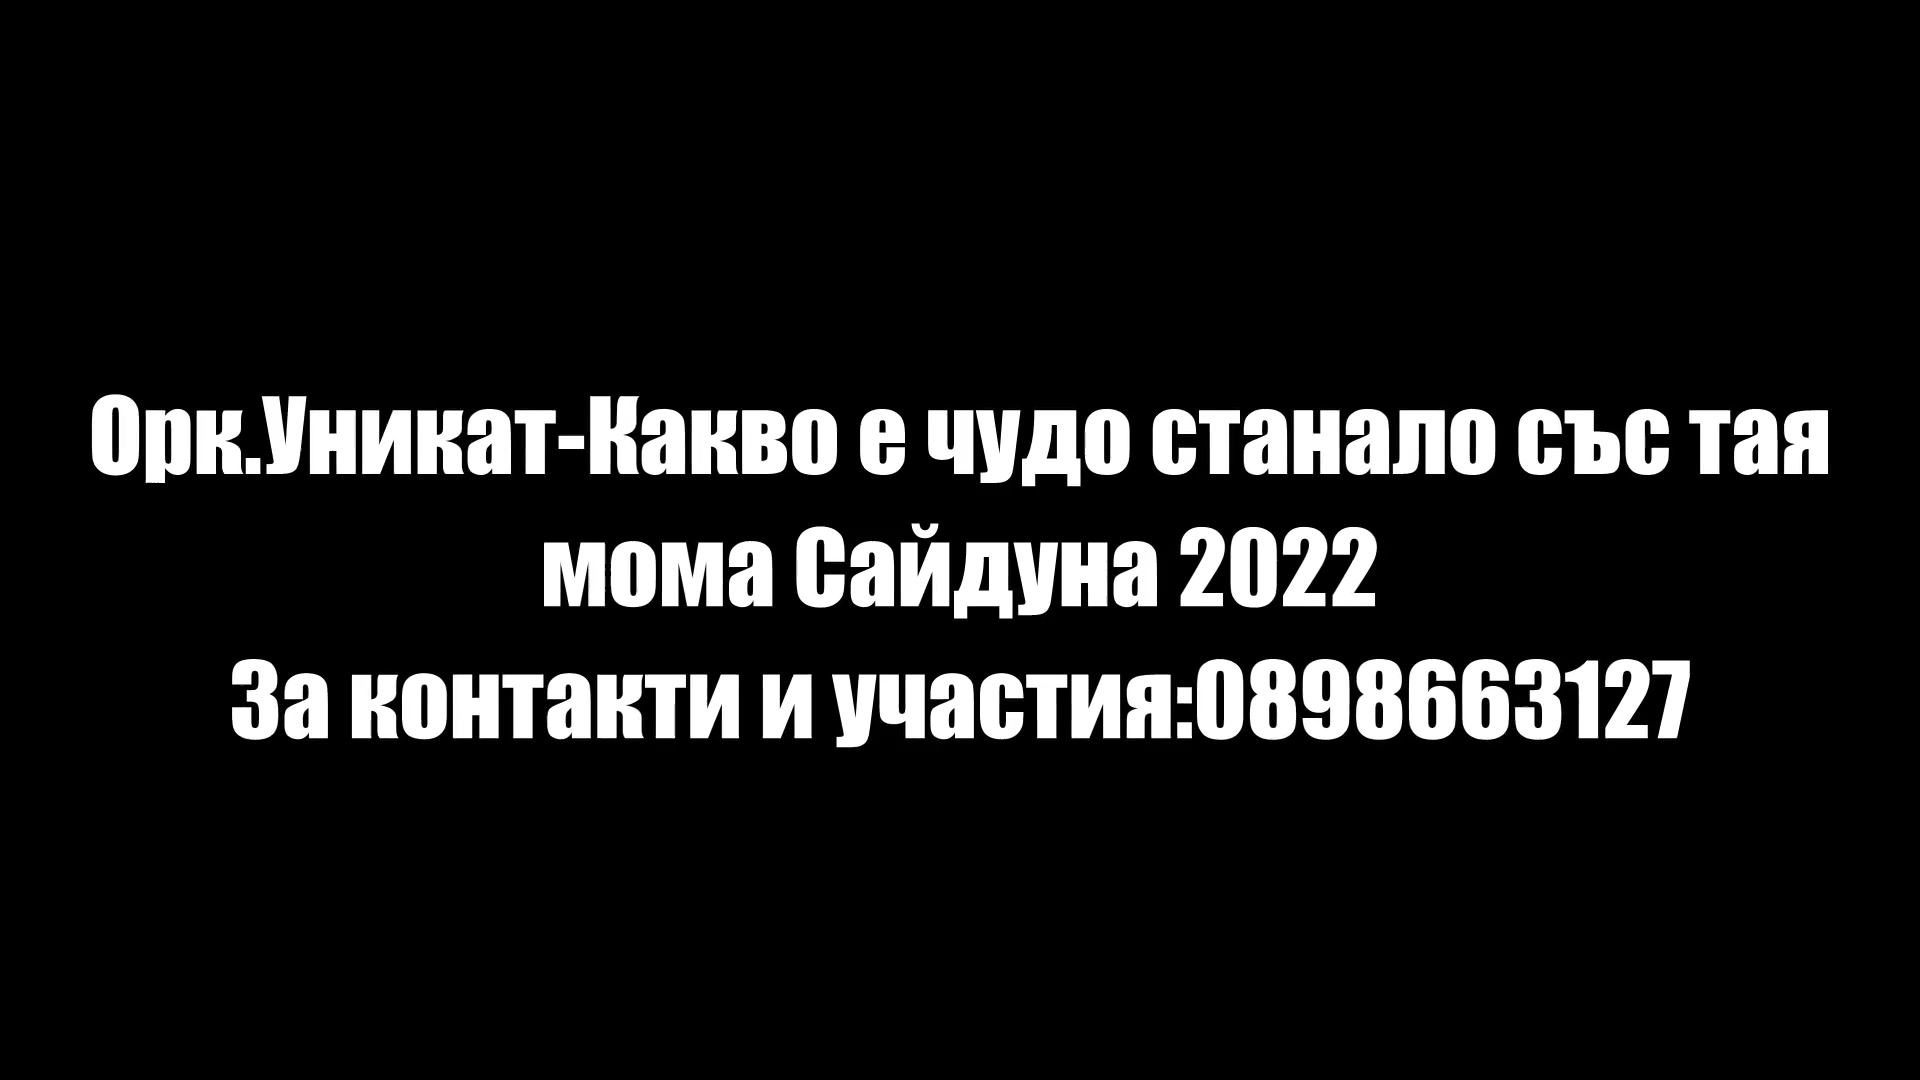 Орк.Уникат-Какво е чудо станало със тая
мома Сайдуна 2022
За контакти и участия:0898663127